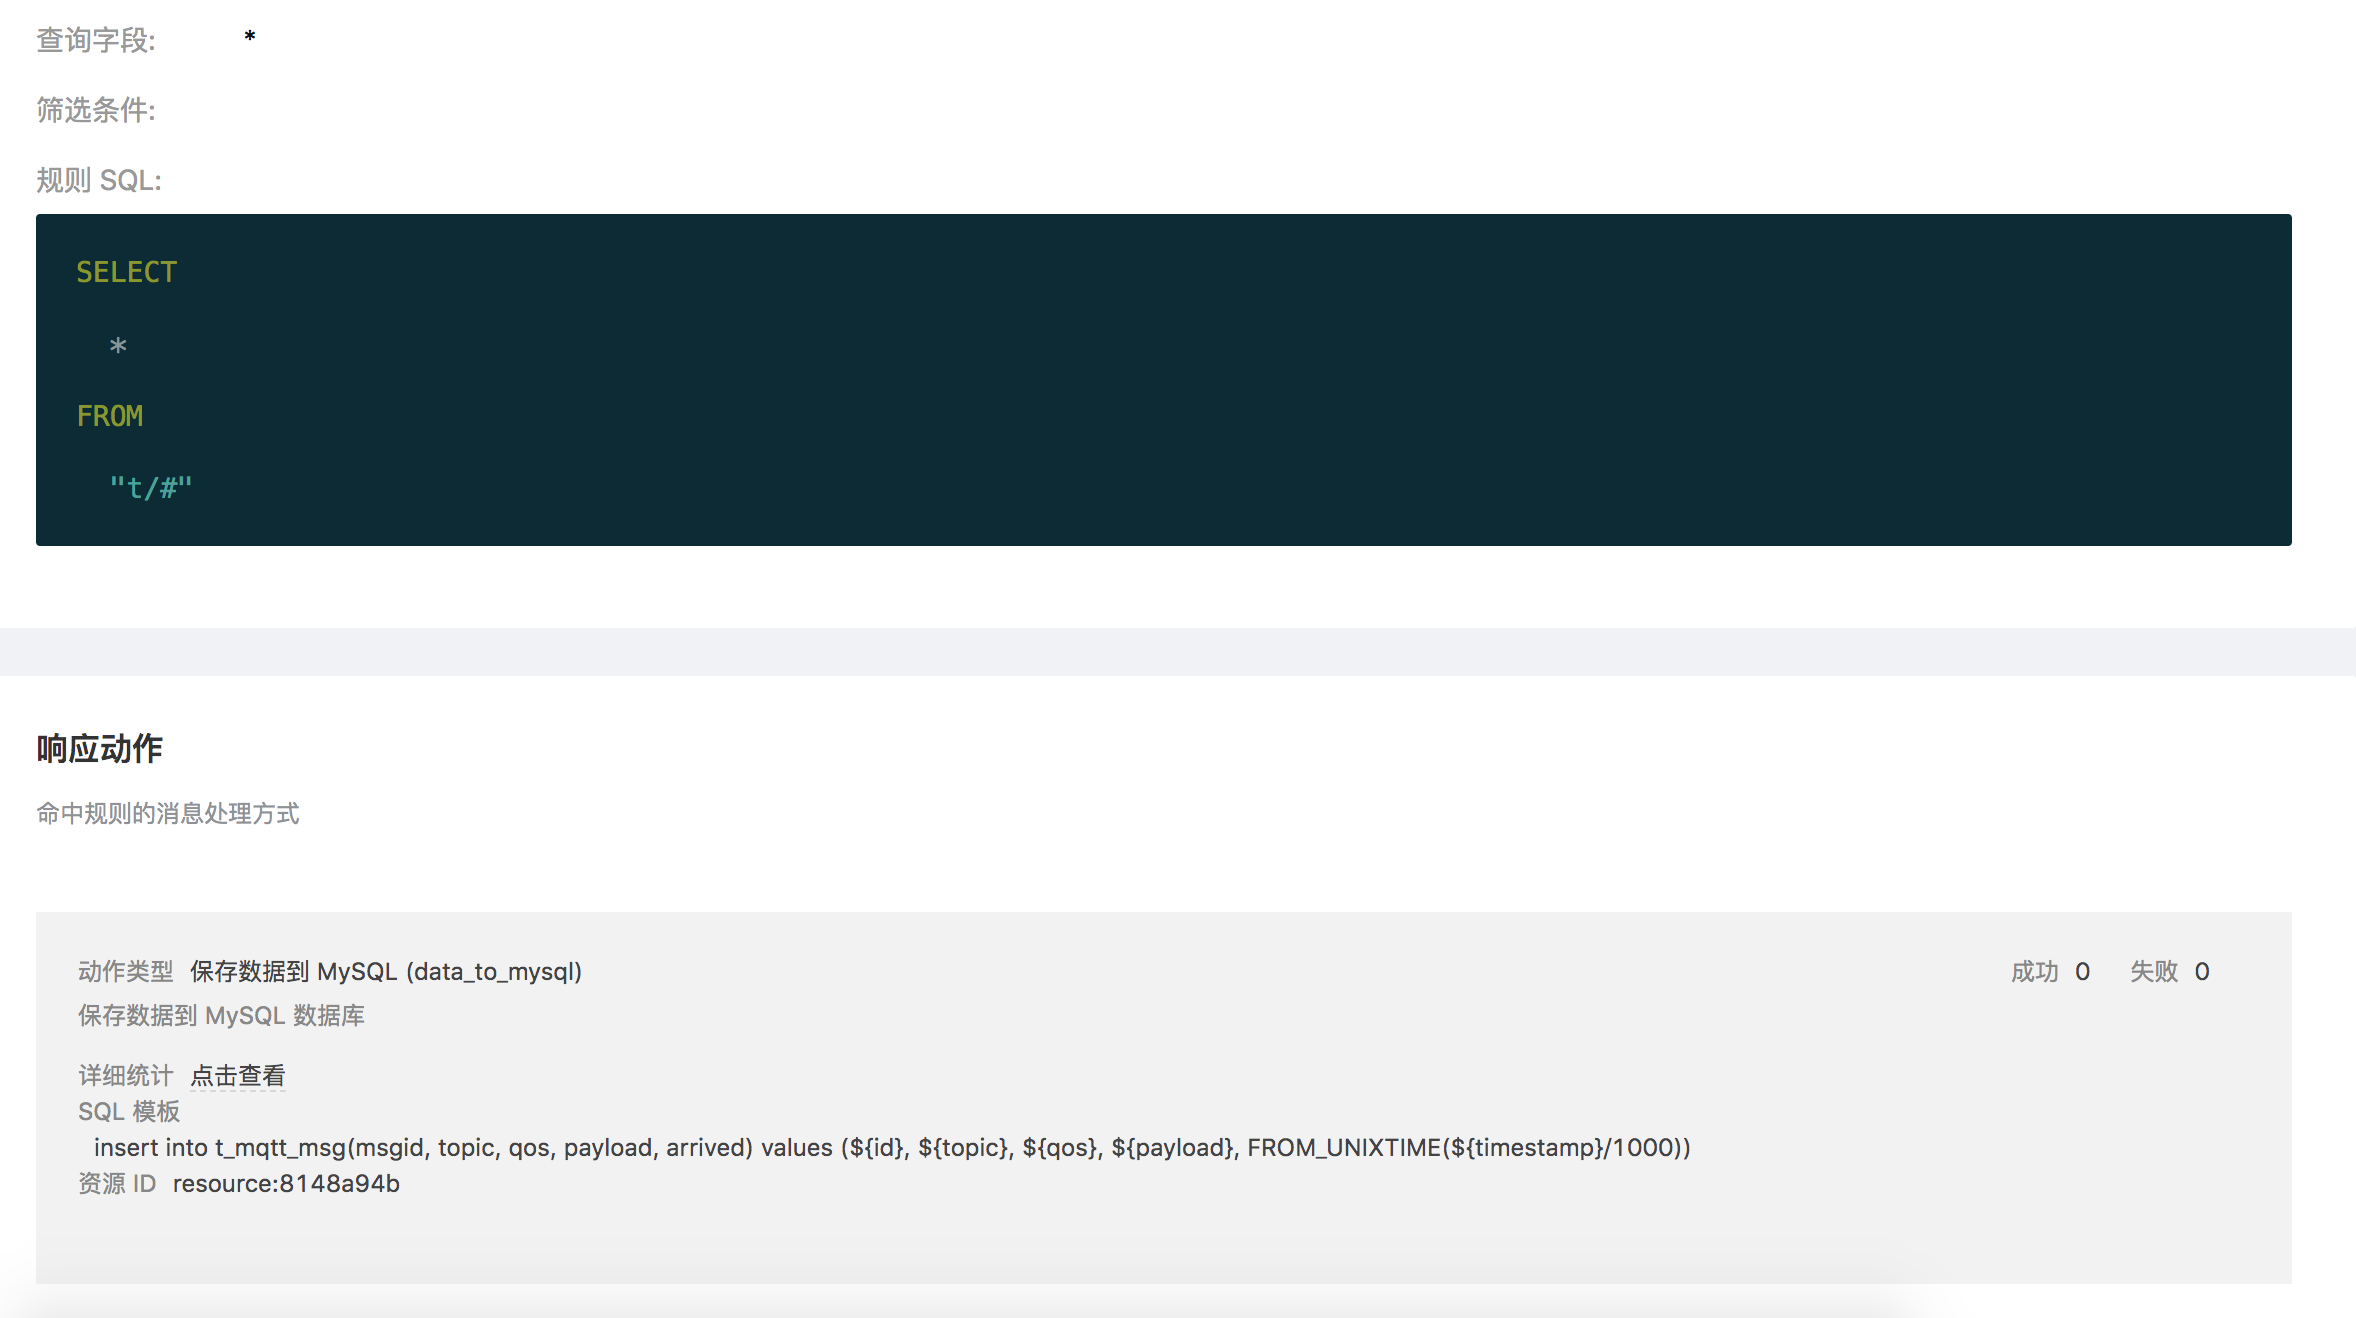 查询字段: *
筛选条件:
规则 SQL:
SELECT
*
FROM
"t/#"
响应动作
命中规则的消息处理方式
动作类型 保存数据到 MySQL (data_to_mysql) 成功 0 失败 0
保存数据到 MySQL 数据库
详细统计 点击查看
SQL 模板
insert into t_mqtt_msg(msgid, topic, qos, payload, arrived) values (${id}, ${topic}, ${qos}, ${payload}, FROM_UNIXTIME(${timestamp}/1000))
资源 ID resource:8148a94b